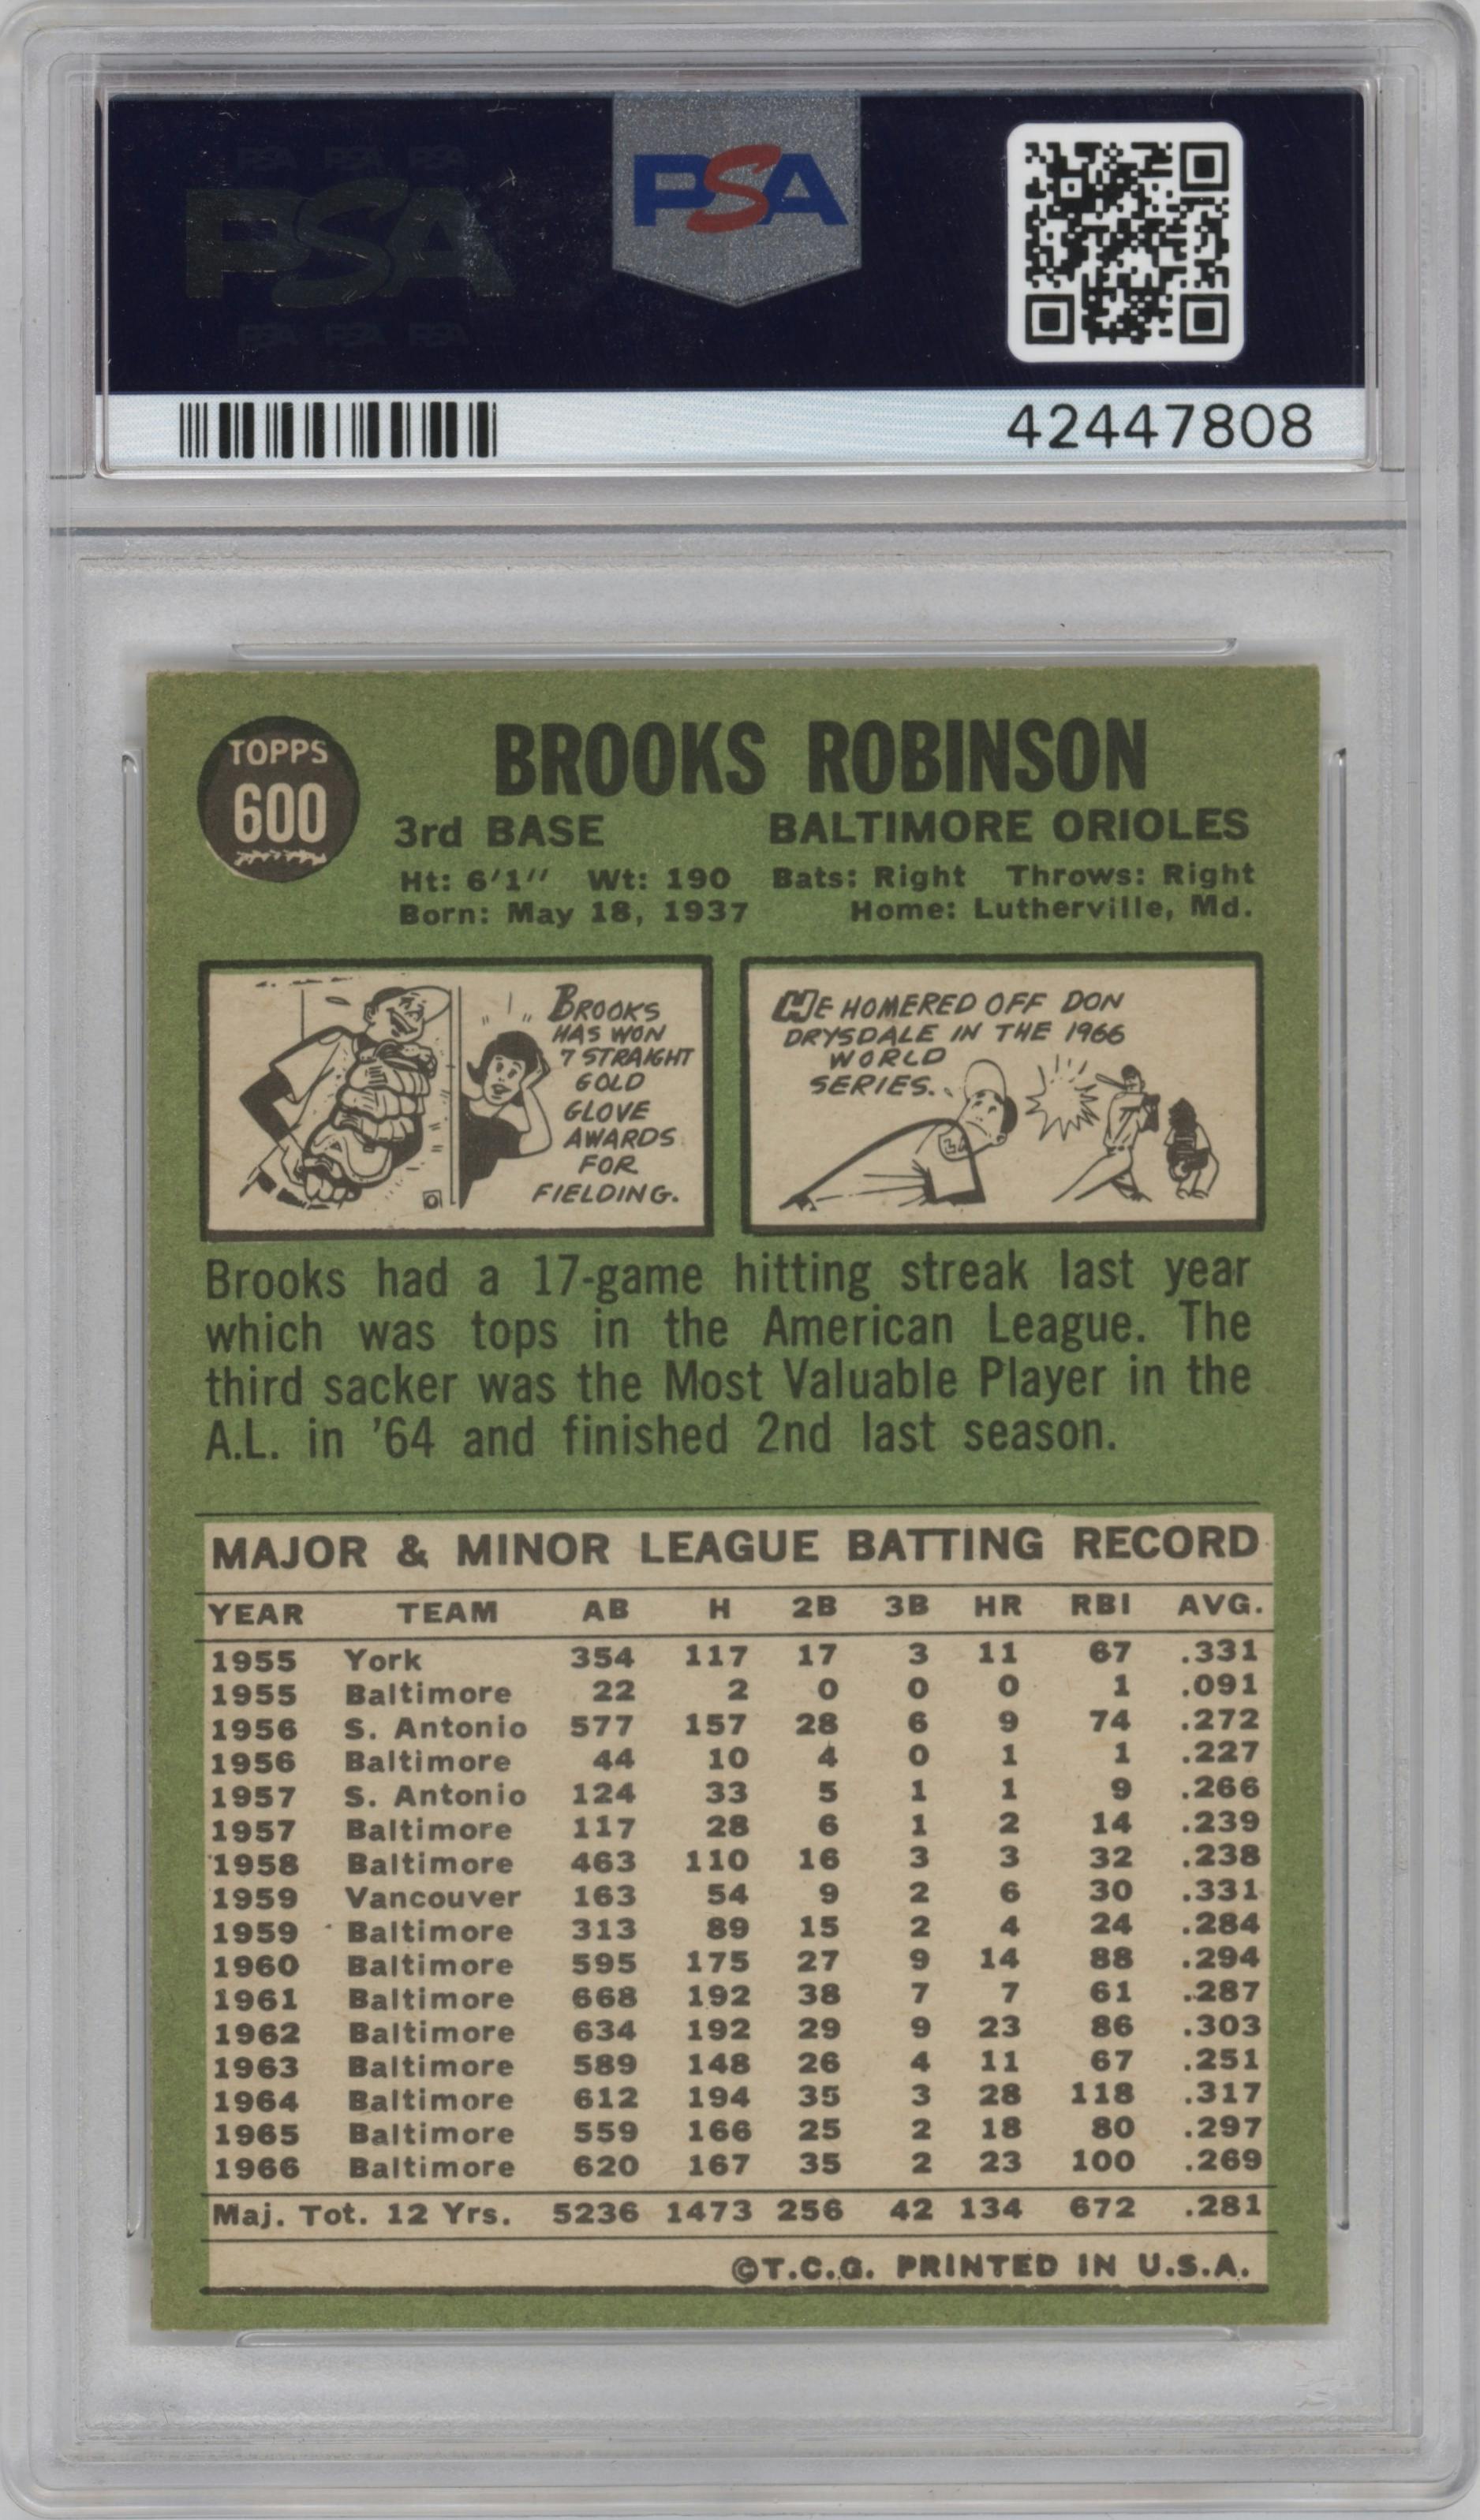 PSA PSA PSA
PSA
PSA PSA PSA
PSA
42447808
TOPPS
600
BROOKS ROBINSON
3rd BASE BALTIMORE ORIOLES
Ht: 6'1" Wt: 190 Bats: Right Throws: Right
Born: May 18, 1937 Home: Lutherville, Md.
BROOKS
HAS WON
7 STRAIGHT
GOLD
GLOVE
AWARDS
FOR
FIELDING.
HE HOMERED OFF DON
DRYSDALE IN THE 1966
WORLD
SERIES..
Brooks had a 17-game hitting streak last year
which was tops in the American League. The
third sacker was the Most Valuable Player in the
A.L. in '64 and finished 2nd last season.
MAJOR & MINOR LEAGUE BATTING RECORD
YEAR TEAM AB H 2B 3B HR RBI AVG.
1955 York 354 117 17 3 11 67 .331
1955 Baltimore 22 2 0 0 0 1 .091
1956 S. Antonio 577 157 28 6 9 74 .272
1956 Baltimore 44 10 4 0 1 1 .227
1957 S. Antonio 124 33 5 1 1 9 .266
1957 Baltimore 117 28 6 1 2 14 .239
1958 Baltimore 463 110 16 3 3 32 .238
1959 Vancouver 163 54 9 2 6 30 .331
1959 Baltimore 313 89 15 2 4 24 .284
1960 Baltimore 595 175 27 9 14 88 .294
1961 Baltimore 668 192 38 7 7 61 .287
1962 Baltimore 634 192 29 9 23 86 .303
1963 Baltimore 589 148 26 4 11 67 .251
1964 Baltimore 612 194 35 3 28 118 .317
1965 Baltimore 559 166 25 2 18 80 .297
1966 Baltimore 620 167 35 2 23 100 .269
Maj. Tot. 12 Yrs. 5236 1473 256 42 134 672 .281
©T.C.G. PRINTED IN U.S.A.